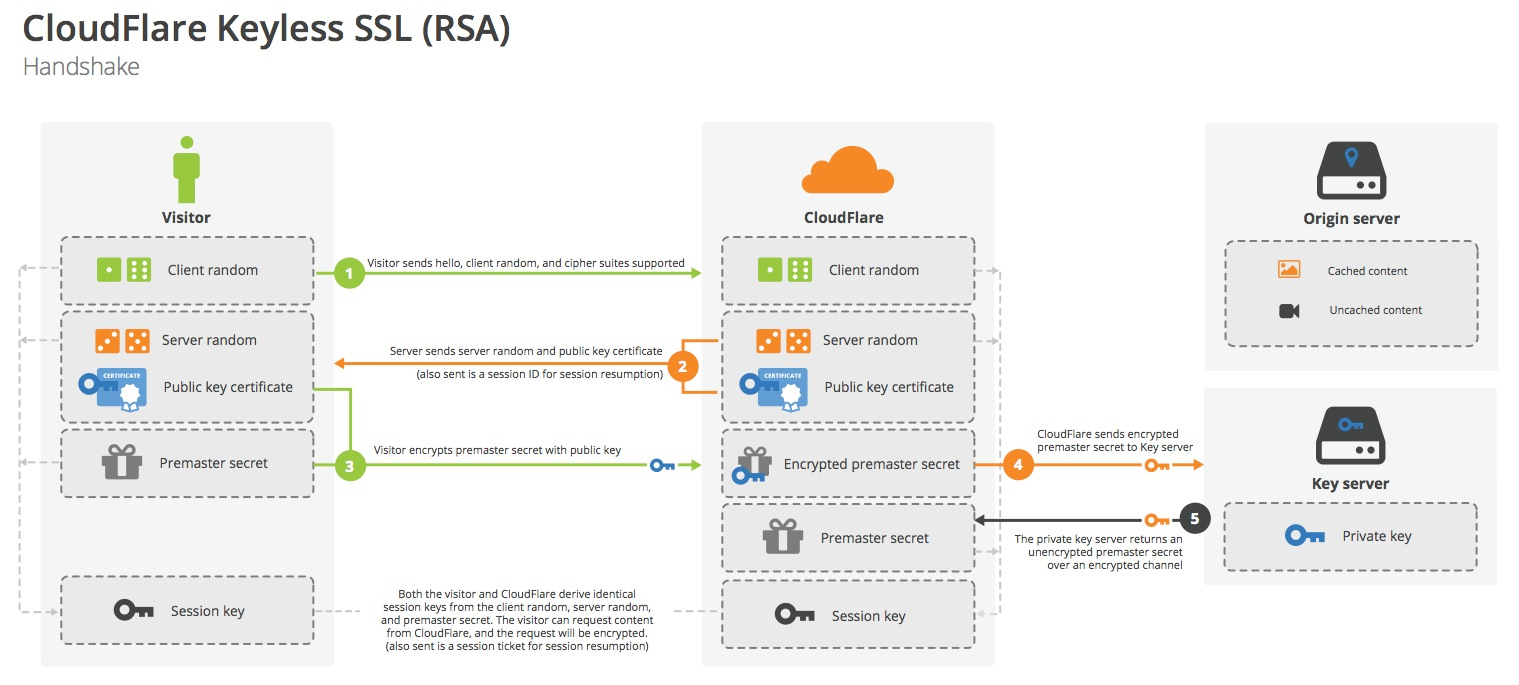 CloudFlare Keyless SSL (RSA)
Handshake
Visitor
Client random
Server random
CERTIFICATE
Public key certificate
Premaster secret
Session key
1
Visitor sends hello, client random, and cipher suites supported
Server sends server random and public key certificate
(also sent is a session ID for session resumption)
2
3
Visitor encrypts premaster secret with public key
Both the visitor and CloudFlare derive identical
session keys from the client random, server random,
and premaster secret. The visitor can request content
from CloudFlare, and the request will be encrypted.
(also sent is a session ticket for session resumption)
CloudFlare
Client random
Server random
CERTIFICATE
Public key certificate
Encrypted premaster secret
Premaster secret
Session key
CloudFlare sends encrypted
premaster secret to Key server
4
5
The private key server returns an
unencrypted premaster secret
over an encrypted channel
Origin server
Cached content
Uncached content
Key server
Private key